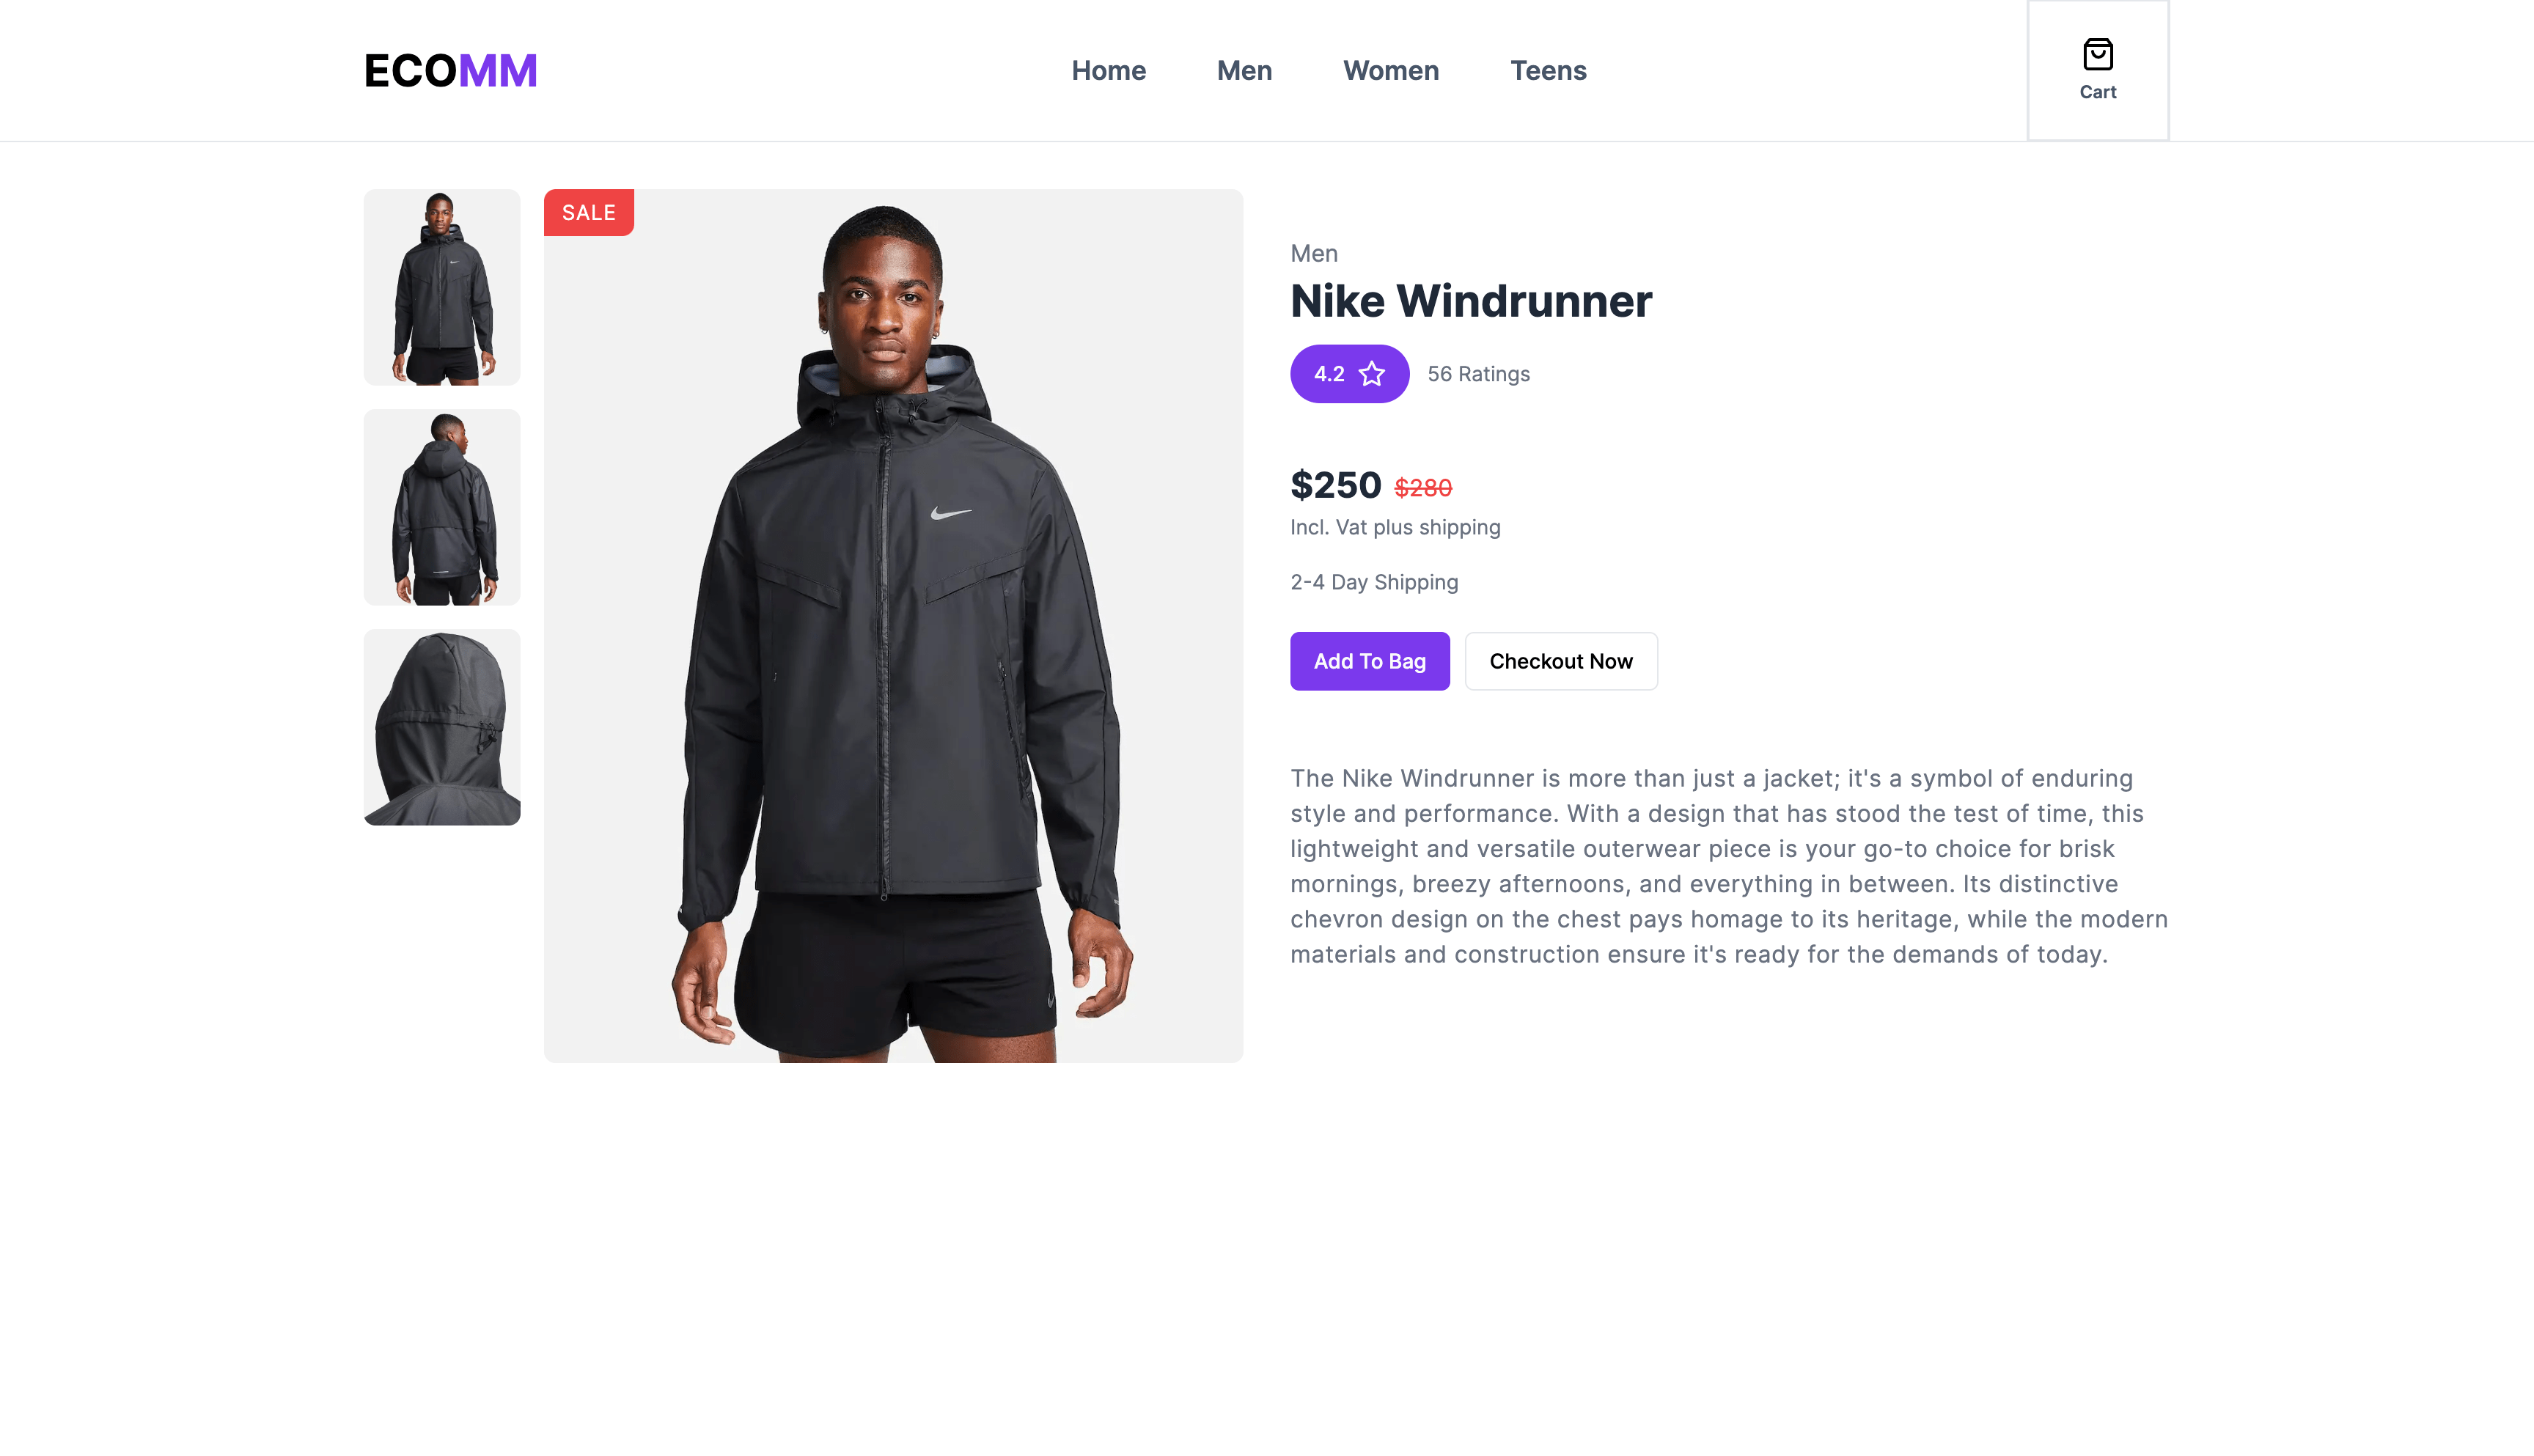 ECOMM
Home
Men
Women
Teens
Cart
SALE
Men
Nike Windrunner
4.2
56 Ratings
$250 $280
Incl. Vat plus shipping
2-4 Day Shipping
Add To Bag
Checkout Now
The Nike Windrunner is more than just a jacket; it's a symbol of enduring
style and performance. With a design that has stood the test of time, this
lightweight and versatile outerwear piece is your go-to choice for brisk
mornings, breezy afternoons, and everything in between. Its distinctive
chevron design on the chest pays homage to its heritage, while the modern
materials and construction ensure it's ready for the demands of today.